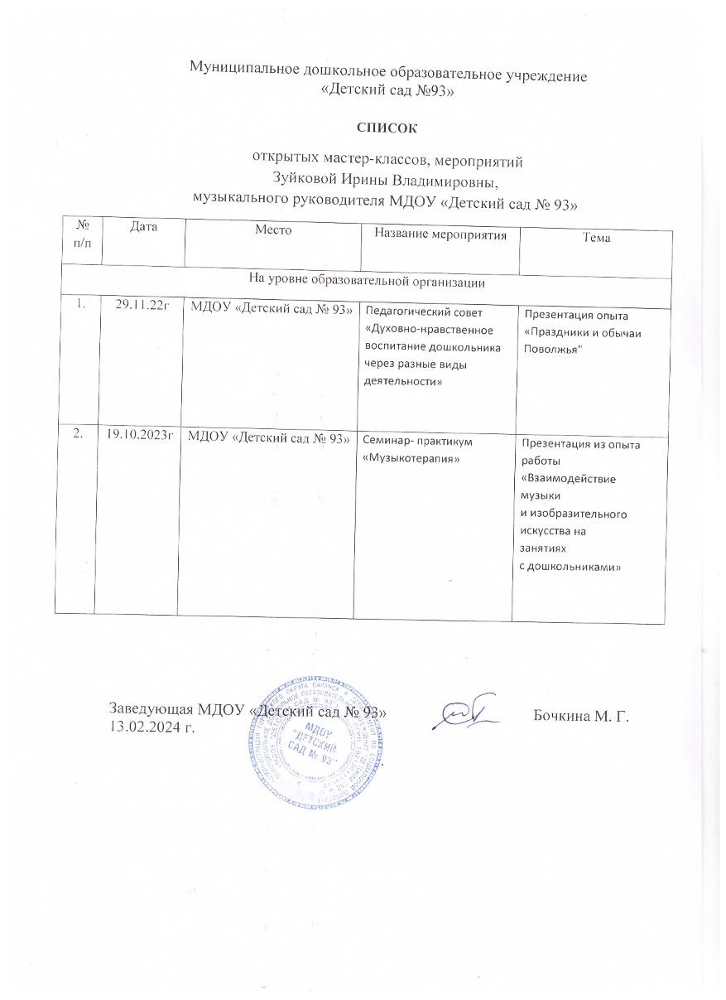 Муниципальное дошкольное образовательное учреждение
«Детский сад №93»
СПИСОК
открытых мастер-классов, мероприятий
Зуйковой Ирины Владимировны,
музыкального руководителя МДОУ «Детский сад № 93»
№
п/п
Дата
Место
Название мероприятия
Тема
На уровне образовательной организации
1.
29.11.22г
МДОУ «Детский сад № 93»
Педагогический совет
«Духовно-нравственное
воспитание дошкольника
через разные виды
деятельности»
Презентация опыта
«Праздники и обычаи
Поволжья"
2.
19.10.2023г
МДОУ «Детский сад № 93»
Семинар- практикум
«Музыкотерапия»
Презентация из опыта
работы
«Взаимодействие
музыки
и изобразительного
искусства на
занятиях
с дошкольниками»
Заведующая МДОУ «Детский сад № 93»
Бочкина М. Г.
13.02.2024 г.
МДОУ
"ДЕТСКИЙ
САД № 93"